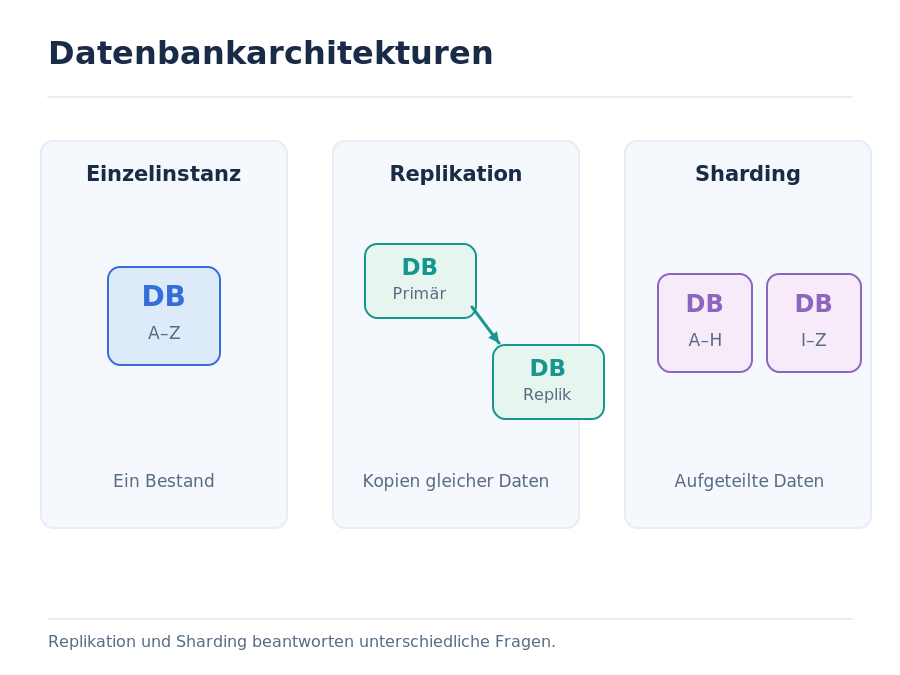 Datenbankarchitekturen
Einzelinstanz
DB
A–Z
Ein Bestand
Replikation
DB
Primär
DB
Replik
Kopien gleicher Daten
Sharding
DB
A–H
DB
I–Z
Aufgeteilte Daten
Replikation und Sharding beantworten unterschiedliche Fragen.